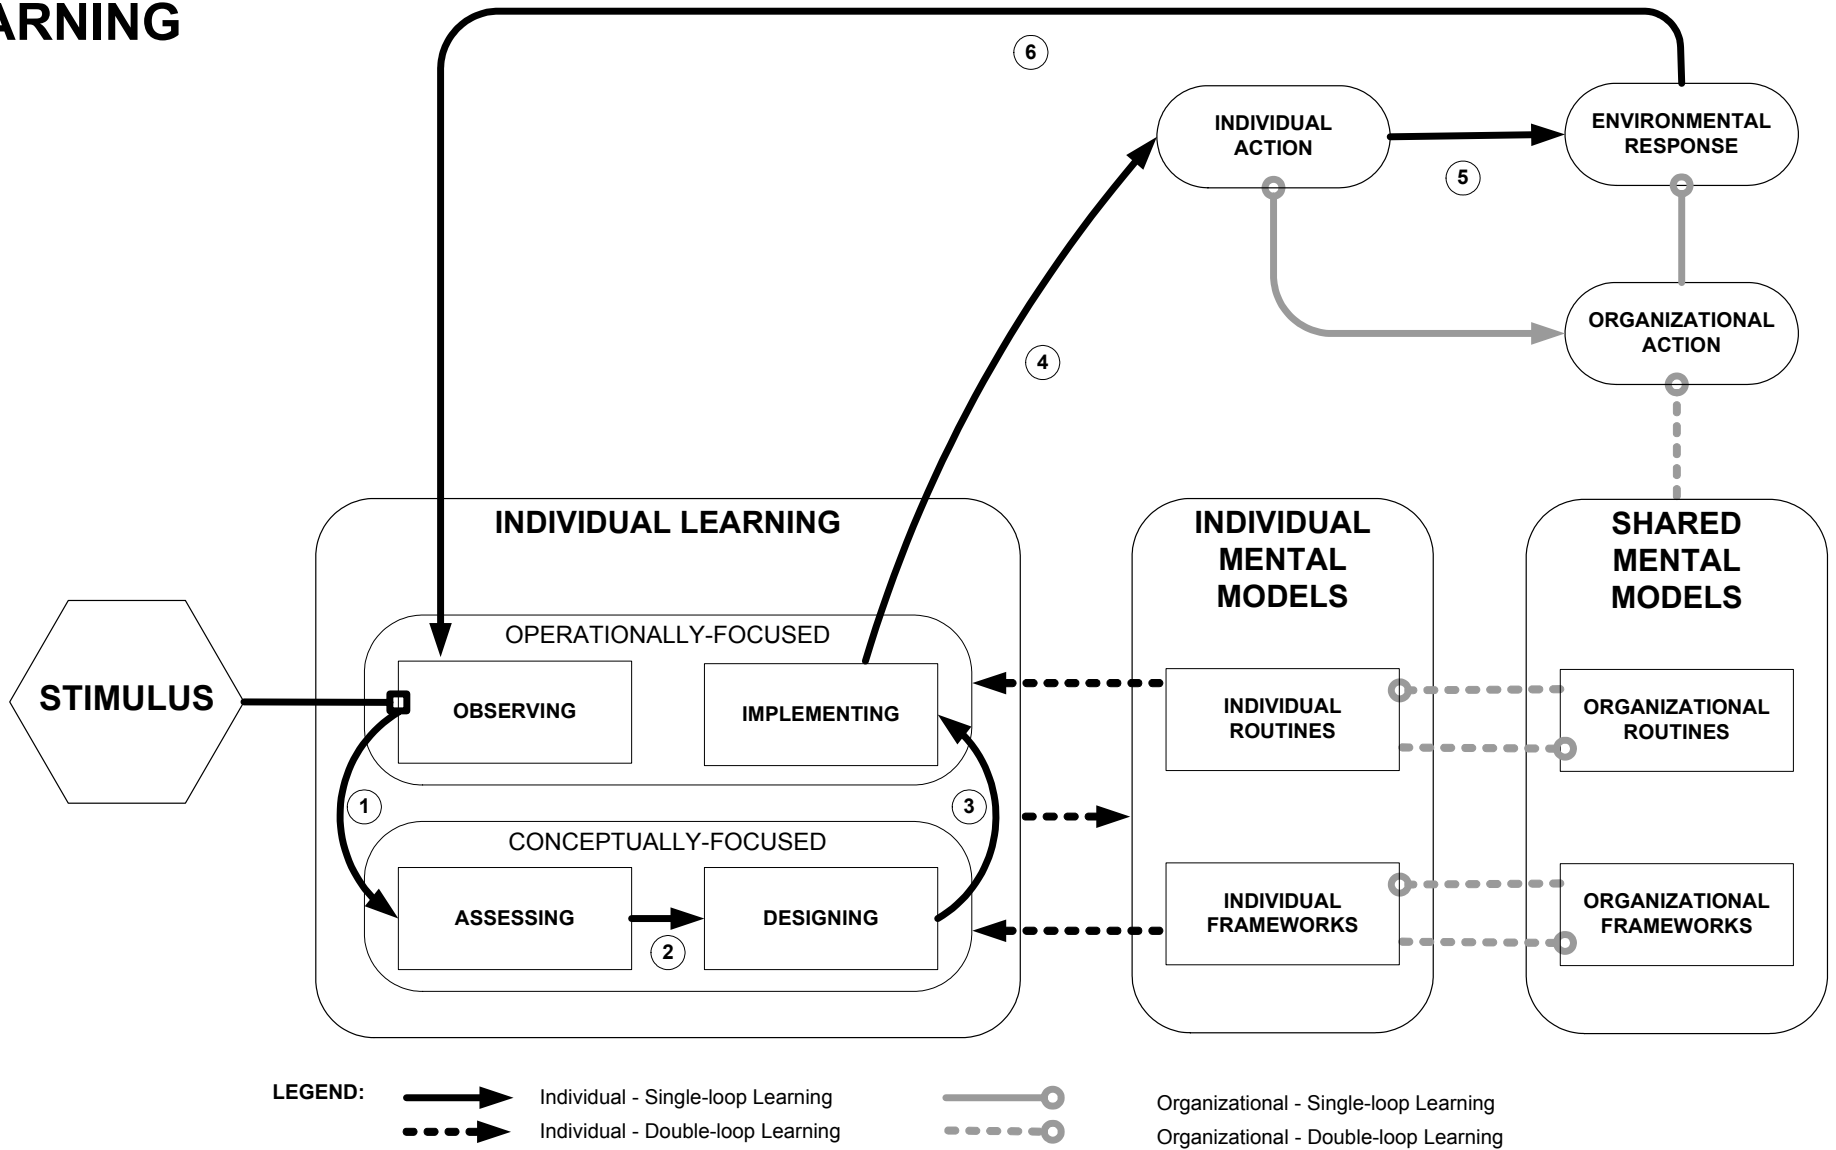 ARNING
6
INDIVIDUAL
ACTION
ENVIRONMENTAL
RESPONSE
5
ORGANIZATIONAL
ACTION
4
INDIVIDUAL LEARNING
INDIVIDUAL
MENTAL
MODELS
SHARED
MENTAL
MODELS
OPERATIONALLY-FOCUSED
STIMULUS
OBSERVING
IMPLEMENTING
INDIVIDUAL
ROUTINES
ORGANIZATIONAL
ROUTINES
1
3
CONCEPTUALLY-FOCUSED
ASSESSING
2
DESIGNING
INDIVIDUAL
FRAMEWORKS
ORGANIZATIONAL
FRAMEWORKS
LEGEND:
Individual - Single-loop Learning
Individual - Double-loop Learning
Organizational - Single-loop Learning
Organizational - Double-loop Learning